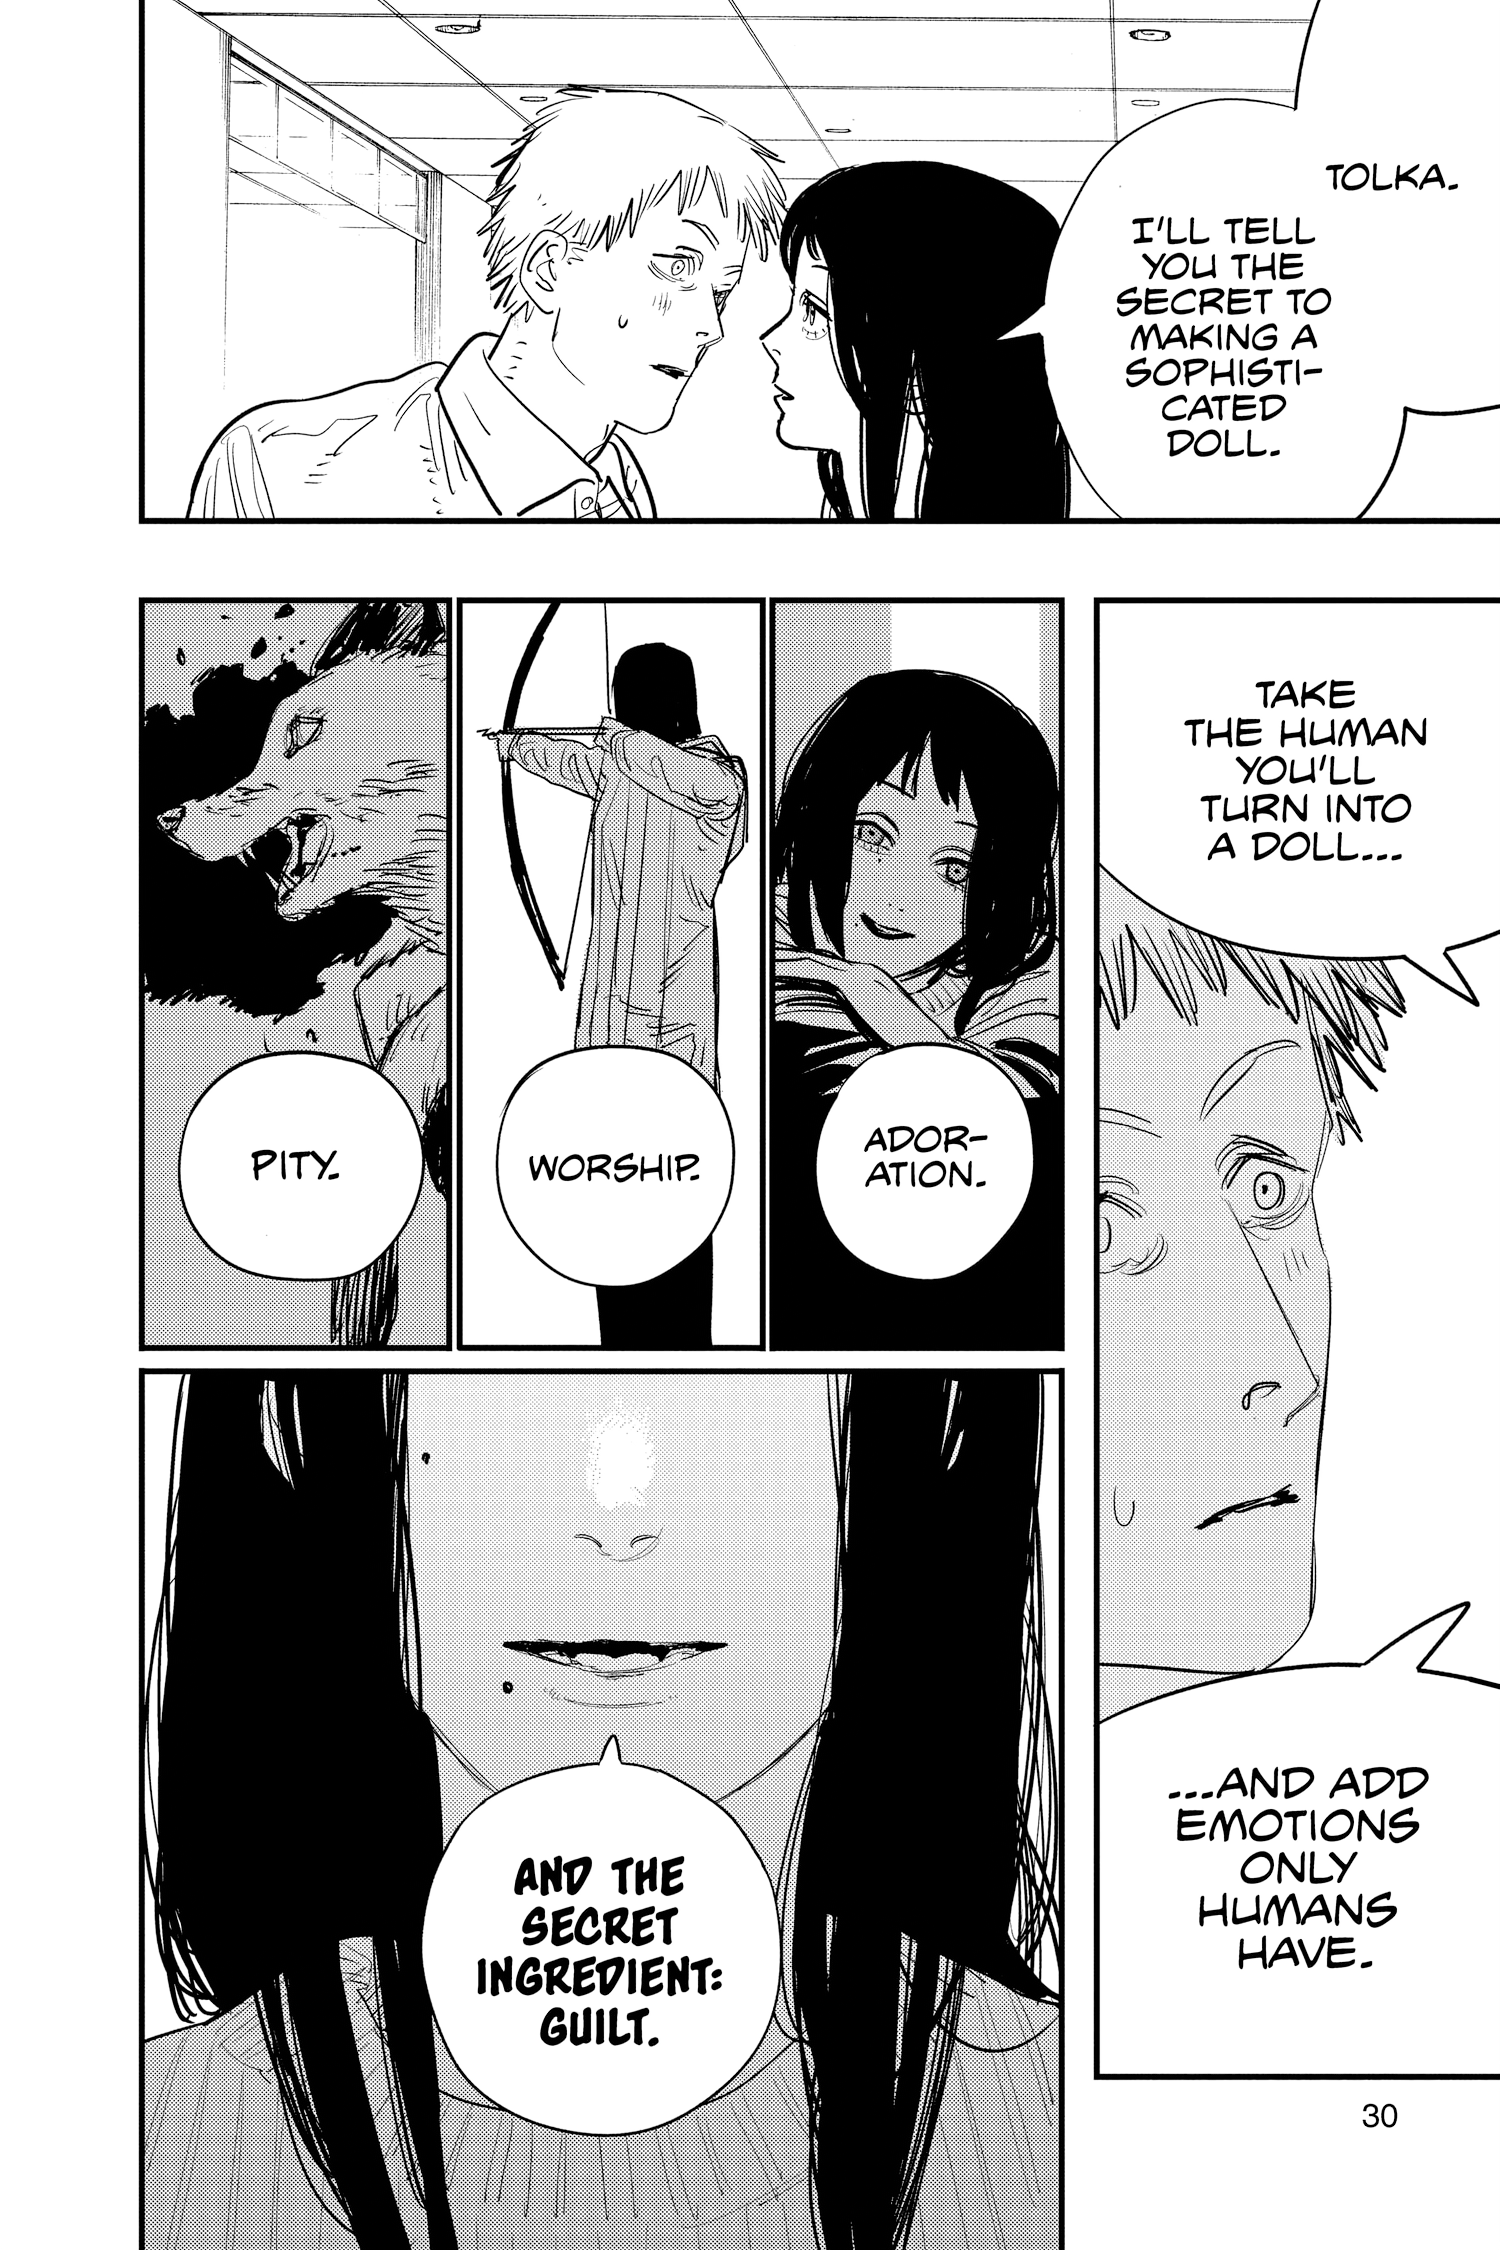 TOLKA.
I'LL TELL
YOU THE
SECRET TO
MAKING A
SOPHISTI-
CATED
DOLL.
TAKE
THE HUMAN
YOU'LL
TURN INTO
A DOLL...
...AND ADD
EMOTIONS
ONLY
HUMANS
HAVE.
ADOR-
ATION.
WORSHIP.
PITY.
AND THE
SECRET
INGREDIENT:
GUILT.
30